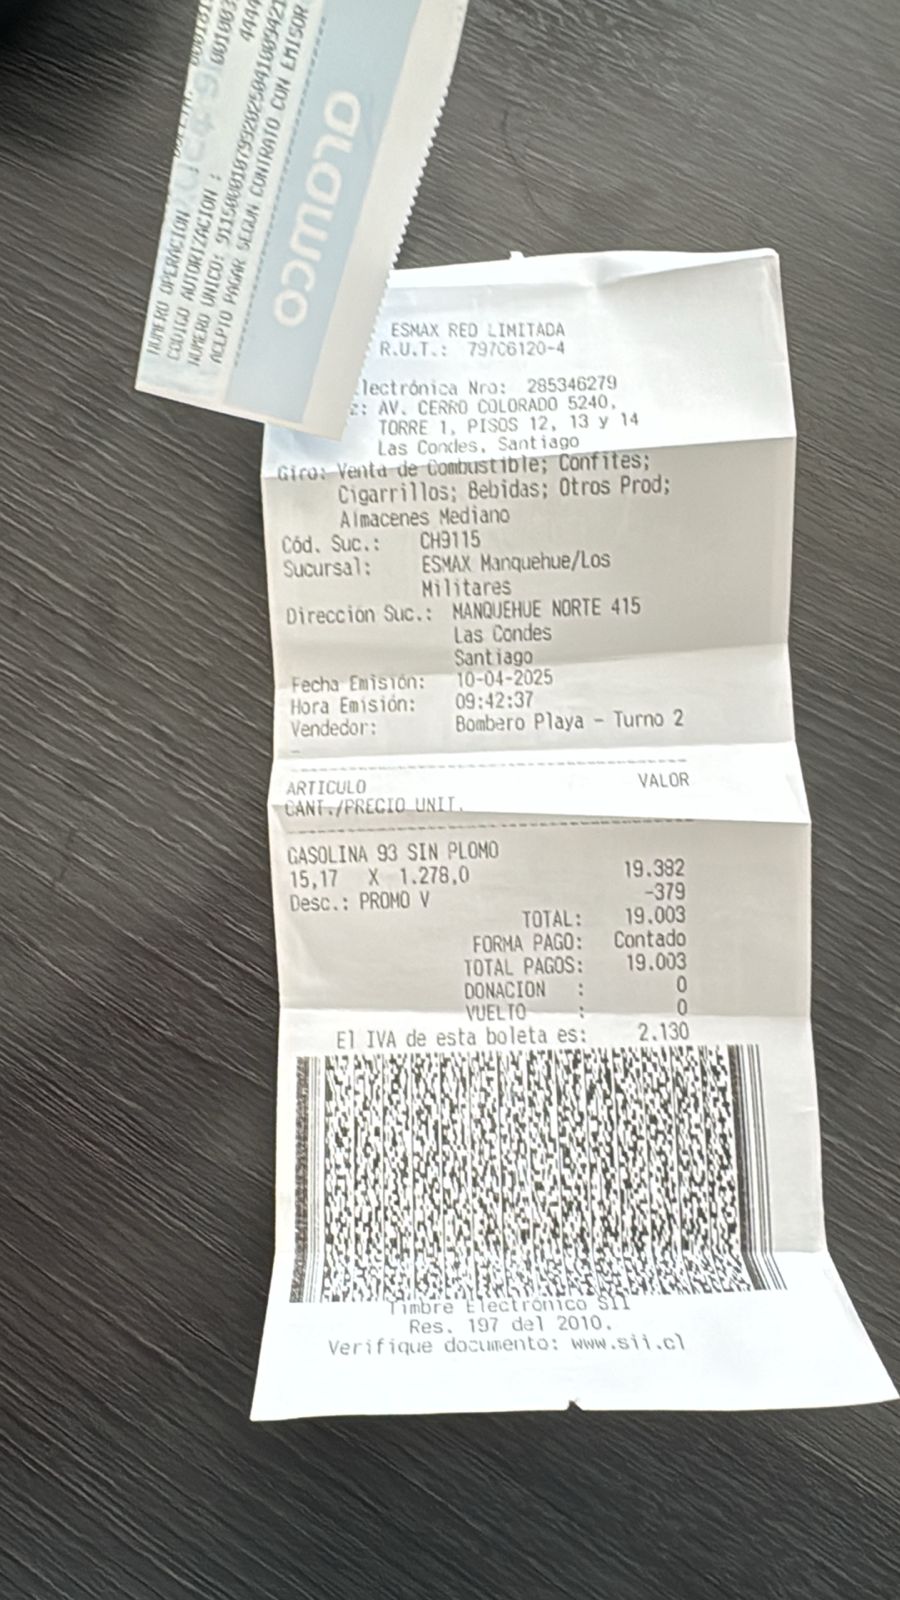 NUMERO OPERACION
CODIGO AUTORIZACION :
NUMERO UNICO: 9115000107992025041009421
ACEPTO PAGAR SEGUN CONTRATO CON EMISOR
ESMAX RED LIMITADA
R.U.T.: 79706120-4
lectrónica Nro: 285346279
z: AV. CERRO COLORADO 5240,
TORRE 1, PISOS 12, 13 y 14
Las Condes, Santiago
Giro: Venta de Combustible; Confites;
Cigarrillos; Bebidas; Otros Prod;
Almacenes Mediano
Cód. Suc.: CH9115
Sucursal: ESMAX Manquehue/Los
Militares
Dirección Suc.: MANQUEHUE NORTE 415
Las Condes
Santiago
Fecha Emisión: 10-04-2025
Hora Emisión: 09:42:37
Vendedor: Bombero Playa - Turno 2
ARTICULO VALOR
CANT./PRECIO UNIT.
GASOLINA 93 SIN PLOMO
15,17 X 1.278,0 19.382
Desc.: PROMO V -379
TOTAL: 19.003
FORMA PAGO: Contado
TOTAL PAGOS: 19.003
DONACION : 0
VUELTO : 0
El IVA de esta boleta es: 2.130
Timbre Electrónico SII
Res. 197 del 2010.
Verifique documento: www.sii.cl